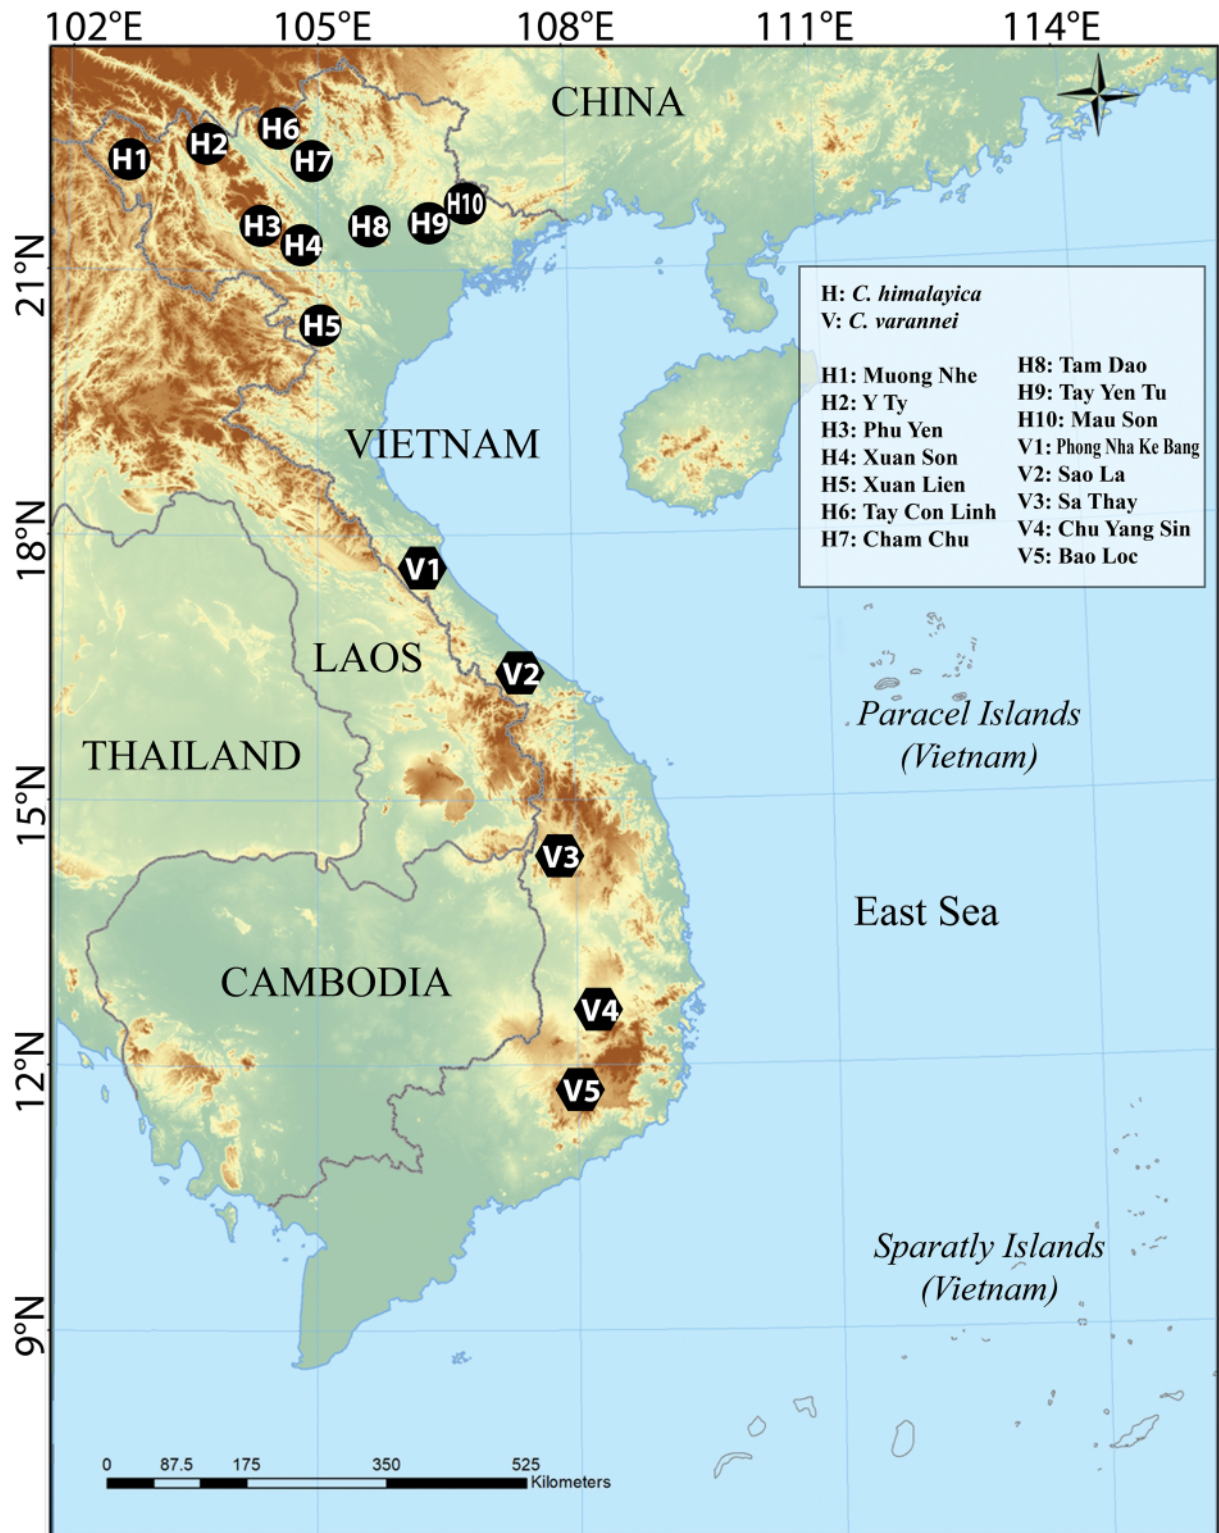 102°E 105°E 108°E 111°E 114°E
CHINA
H6
H2
H7
H1
H10
H9
H8
H3
H4
21°N
H5
H: C. himalayica
V: C. varannei
H1: Muong Nhe
H2: Y Ty
H3: Phu Yen
H4: Xuan Son
H5: Xuan Lien
H6: Tay Con Linh
H7: Cham Chu
H8: Tam Dao
H9: Tay Yen Tu
H10: Mau Son
V1: Phong Nha Ke Bang
V2: Sao La
V3: Sa Thay
V4: Chu Yang Sin
V5: Bao Loc
VIETNAM
18°N
V1
LAOS
V2
Paracel Islands
(Vietnam)
THAILAND
15°N
V3
East Sea
CAMBODIA
V4
12°N
V5
Sparatly Islands
(Vietnam)
9°N
0 87.5 175 350 525
Kilometers